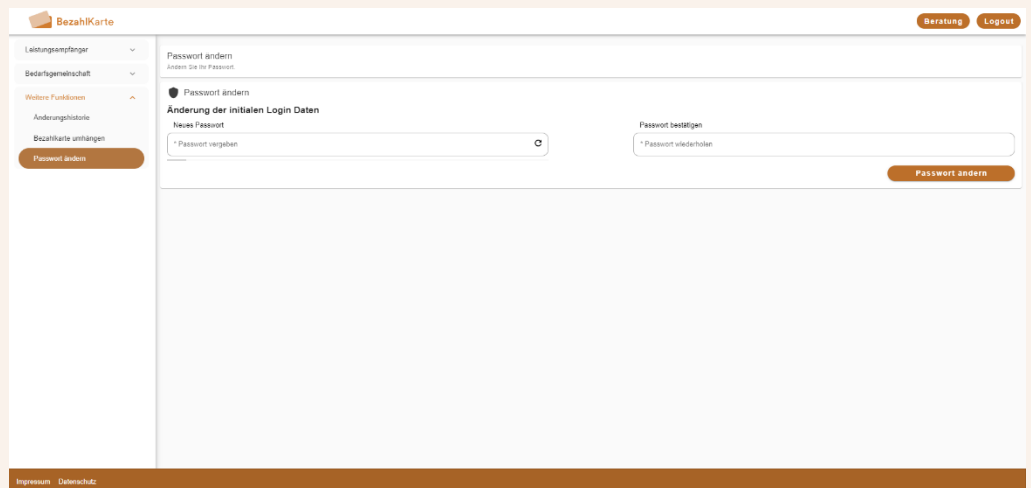 BezahlKarte
Beratung
Logout
Leistungsempfänger
Bedarfsgemeinschaft
Weitere Funktionen
Änderungshistorie
Bezahlkarte umhängen
Passwort ändern
Passwort ändern
Ändern Sie Ihr Passwort.
Passwort ändern
Änderung der initialen Login Daten
Neues Passwort
* Passwort vergeben
Passwort bestätigen
* Passwort wiederholen
Passwort ändern
Impressum Datenschutz